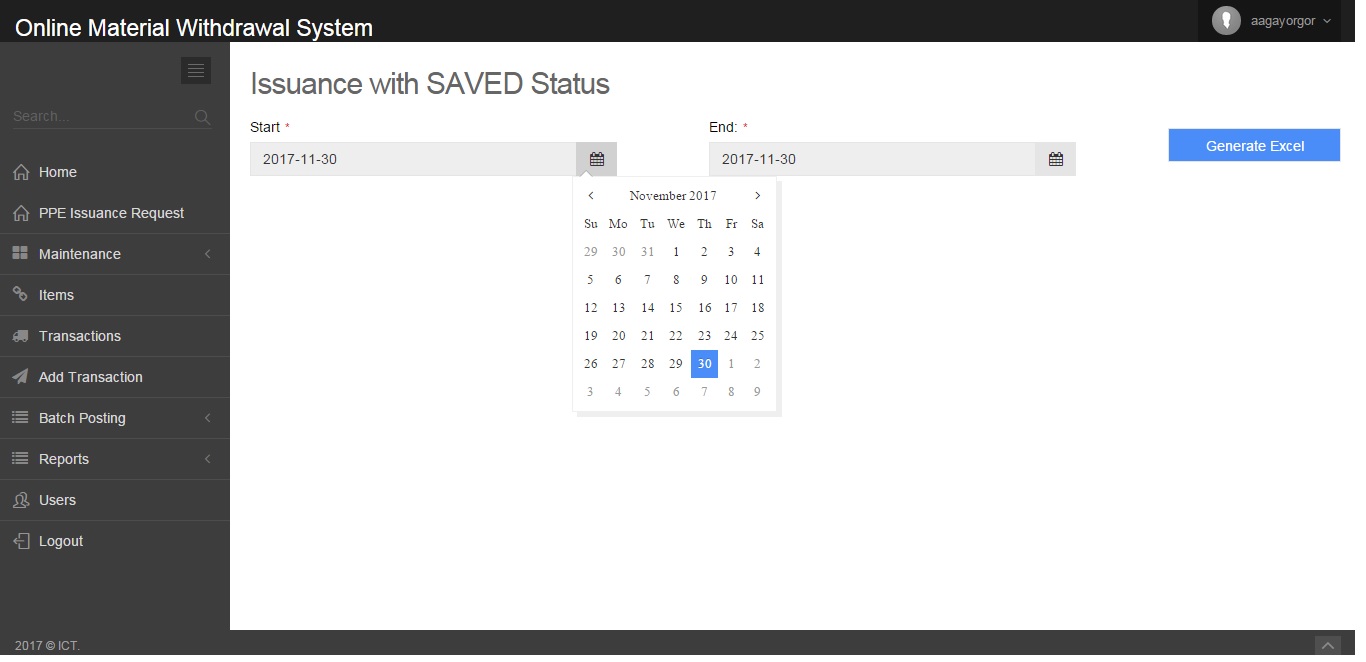 Online Material Withdrawal System
aagayorgor
Search...
Home
PPE Issuance Request
Maintenance
Items
Transactions
Add Transaction
Batch Posting
Reports
Users
Logout
Issuance with SAVED Status
Start *
End: *
2017-11-30
2017-11-30
Generate Excel
November 2017
Su Mo Tu We Th Fr Sa
29 30 31 1 2 3 4
5 6 7 8 9 10 11
12 13 14 15 16 17 18
19 20 21 22 23 24 25
26 27 28 29 30 1 2
3 4 5 6 7 8 9
2017 © ICT.